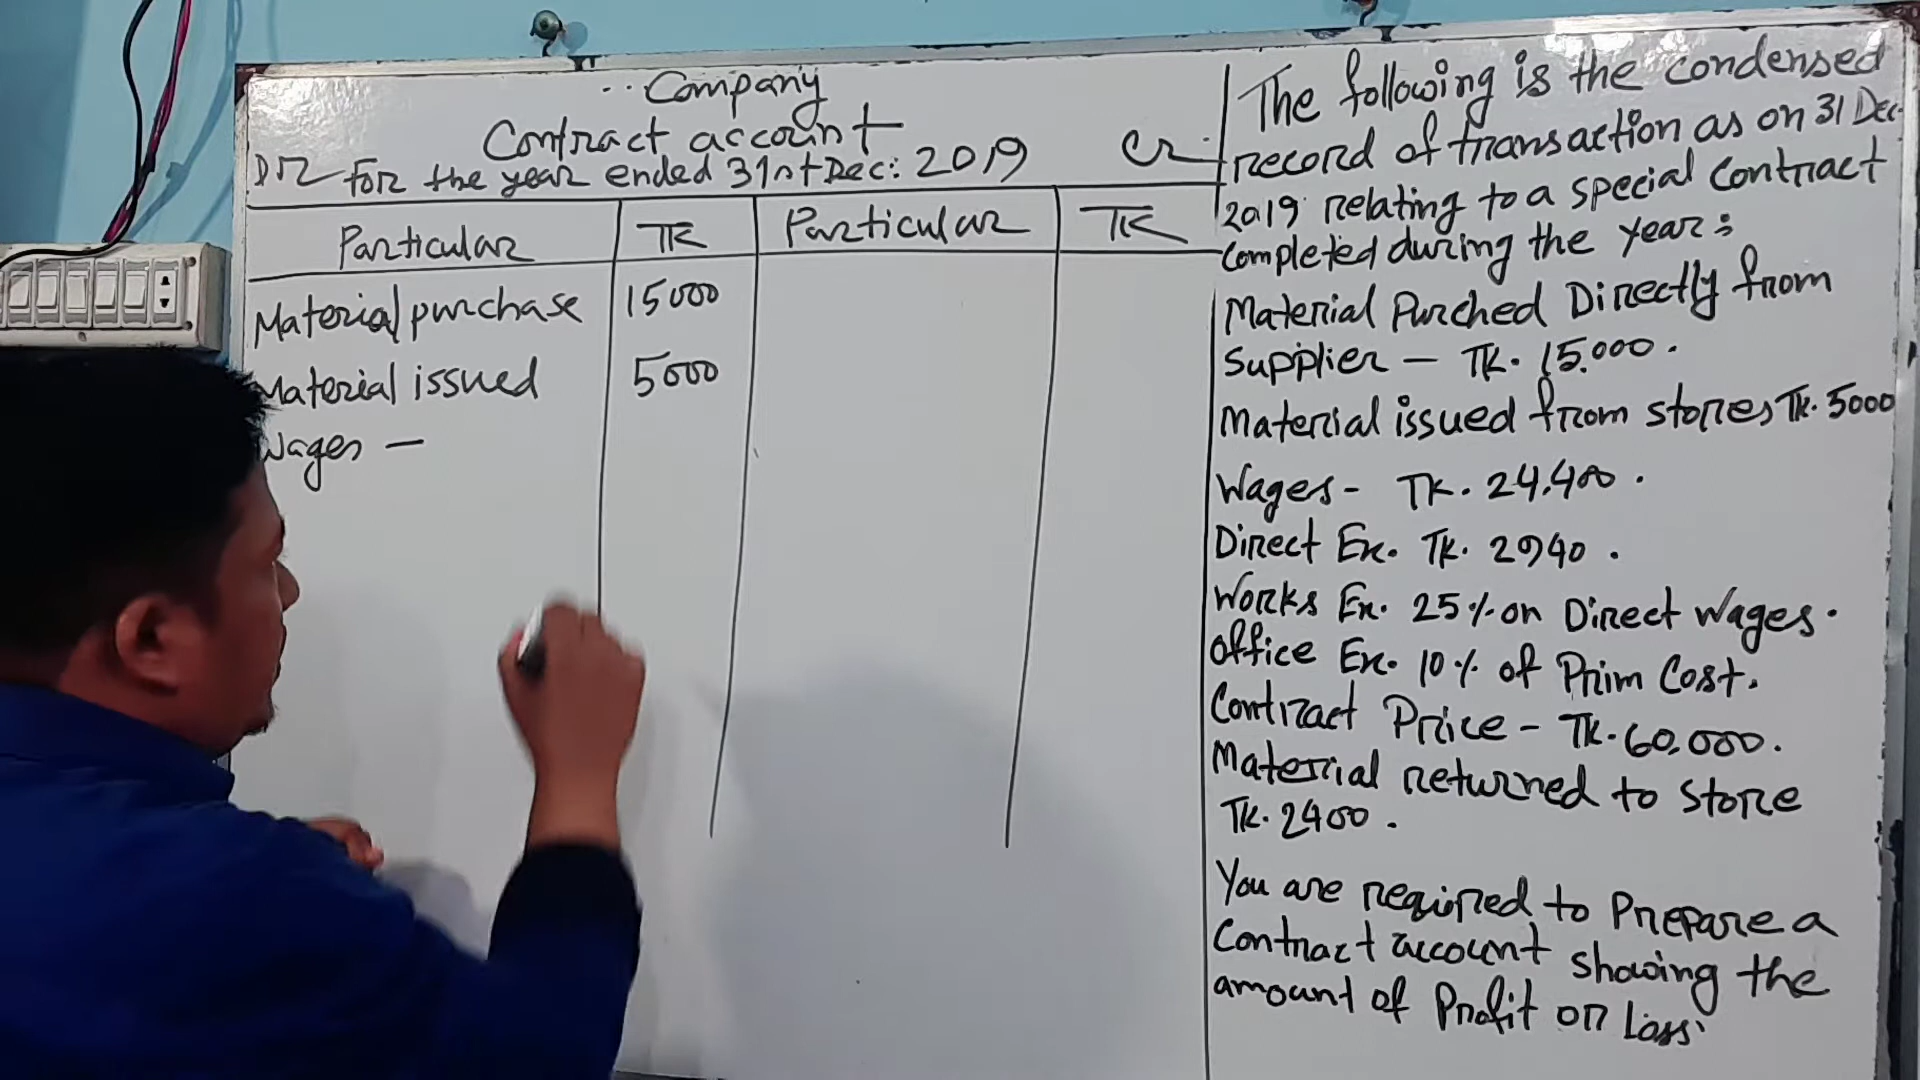 .. Company
Contract account
Dr For the year ended 31st Dec: 2019 Cr.
Particular TK Particular TK
Material purchase 15000
Material issued 5000
Wages —
The following is the condensed
record of transaction as on 31 Dec.
2019 relating to a special contract
completed during the year:
Material Purched Directly from
supplier — TK. 15.000.
Material issued from stores TK. 5000
Wages - TK. 24,400.
Direct Ex. TK. 2940.
Works Ex. 25% on Direct Wages.
office Ex. 10% of Prim Cost.
Contract Price - TK. 60,000.
Material returned to store
TK. 2400.
You are required to Prepare a
Contract account showing the
amount of Profit or Loss